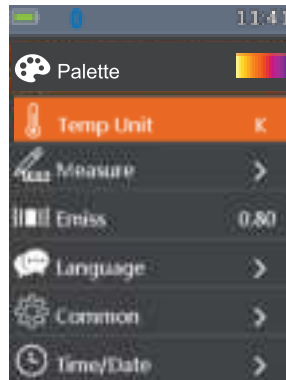 11:41
Palette
Temp Unit K
Measure
Emiss 0.80
Language
Common
Time/Date